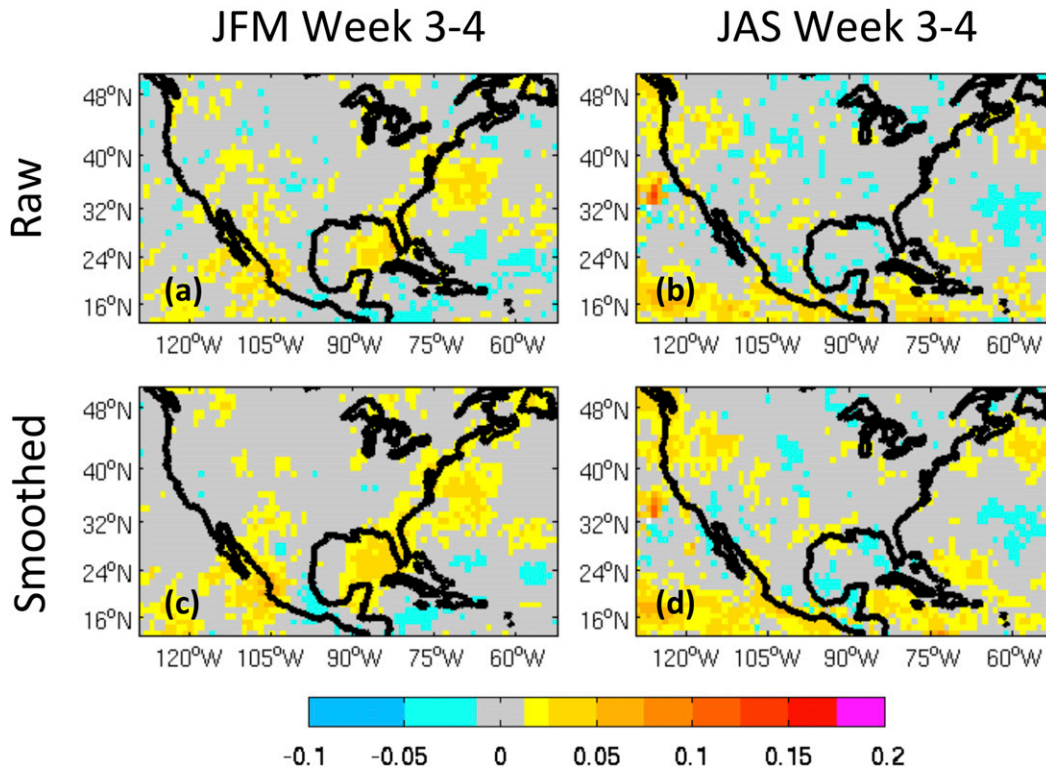 JFM Week 3-4
JAS Week 3-4
Raw
48°N
40°N
32°N
24°N
16°N
(a)
120°W 105°W 90°W 75°W 60°W
48°N
40°N
32°N
24°N
16°N
(b)
120°W 105°W 90°W 75°W 60°W
Smoothed
48°N
40°N
32°N
24°N
16°N
(c)
120°W 105°W 90°W 75°W 60°W
48°N
40°N
32°N
24°N
16°N
(d)
120°W 105°W 90°W 75°W 60°W
-0.1 -0.05 0 0.05 0.1 0.15 0.2